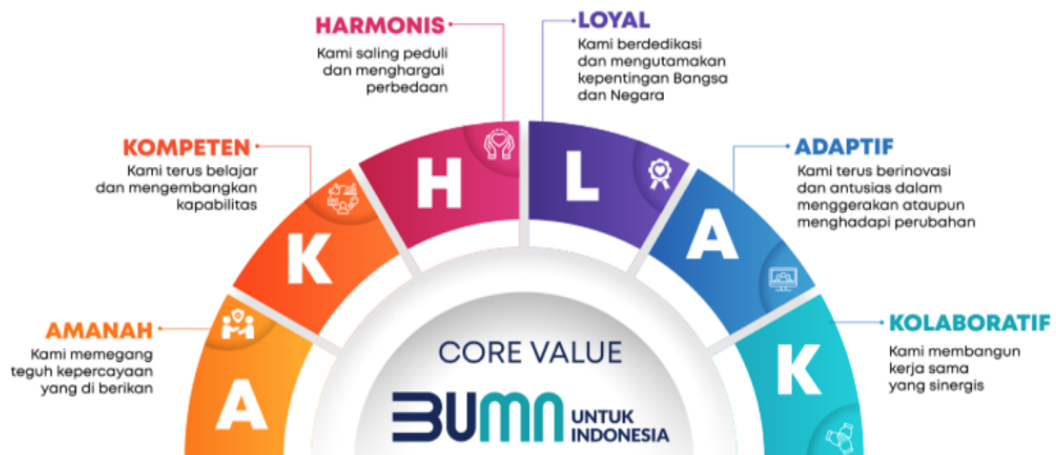 HARMONIS
Kami saling peduli
dan menghargai
perbedaan
LOYAL
Kami berdedikasi
dan mengutamakan
kepentingan Bangsa
dan Negara
KOMPETEN
Kami terus belajar
dan mengembangkan
kapabilitas
ADAPTIF
Kami terus berinovasi
dan antusias dalam
menggerakan ataupun
menghadapi perubahan
AMANAH
Kami memegang
teguh kepercayaan
yang di berikan
KOLABORATIF
Kami membangun
kerja sama
yang sinergis
A
K
H
L
A
K
CORE VALUE
BUMN UNTUK
INDONESIA